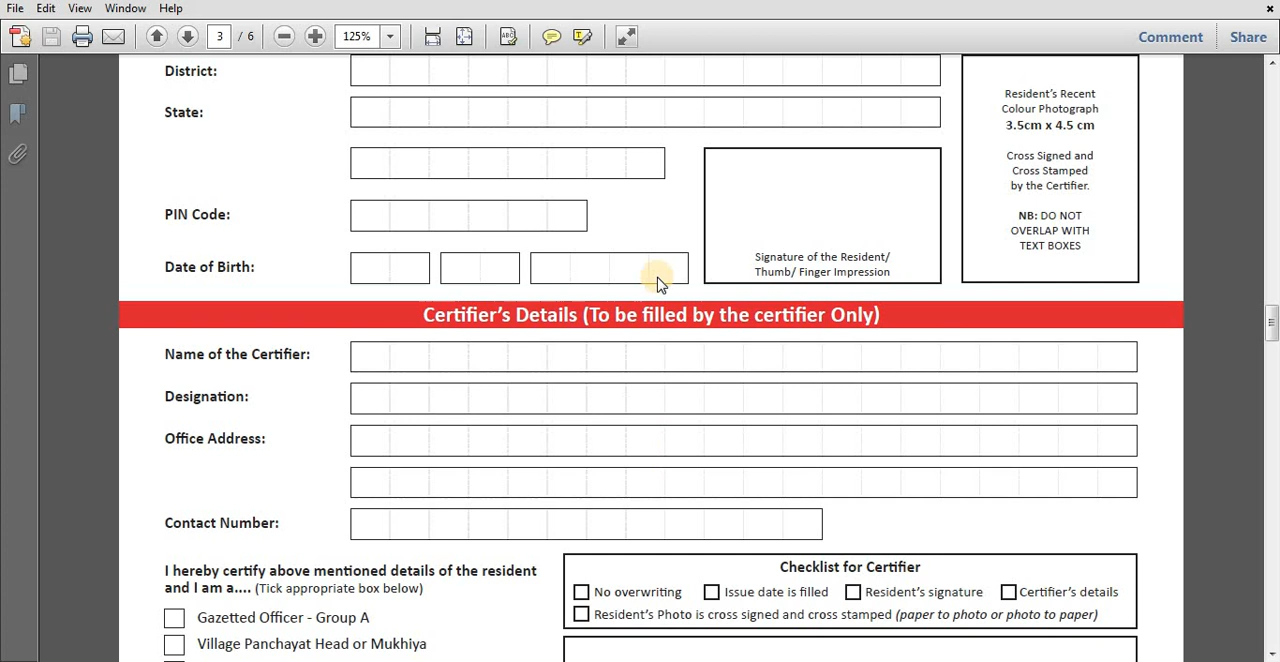 File Edit View Window Help
3 / 6 125% Comment Share
District:
State:
PIN Code:
Date of Birth:
Signature of the Resident/
Thumb/ Finger Impression
Resident's Recent
Colour Photograph
3.5cm x 4.5 cm
Cross Signed and
Cross Stamped
by the Certifier.
NB: DO NOT
OVERLAP WITH
TEXT BOXES
Certifier's Details (To be filled by the certifier Only)
Name of the Certifier:
Designation:
Office Address:
Contact Number:
I hereby certify above mentioned details of the resident
and I am a.... (Tick appropriate box below)
Gazetted Officer - Group A
Village Panchayat Head or Mukhiya
Checklist for Certifier
No overwriting Issue date is filled Resident's signature Certifier's details
Resident's Photo is cross signed and cross stamped (paper to photo or photo to paper)